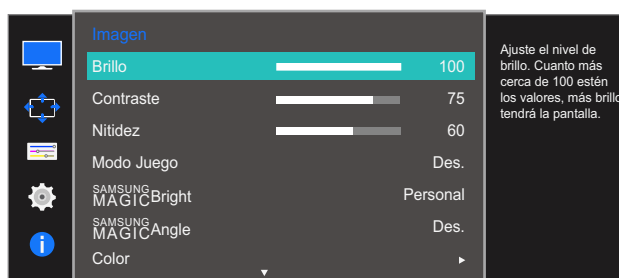 Imagen
Brillo 100
Contraste 75
Nitidez 60
Modo Juego Des.
SAMSUNG MAGIC Bright Personal
SAMSUNG MAGIC Angle Des.
Color
Ajuste el nivel de
brillo. Cuanto más
cerca de 100 estén
los valores, más brillo
tendrá la pantalla.